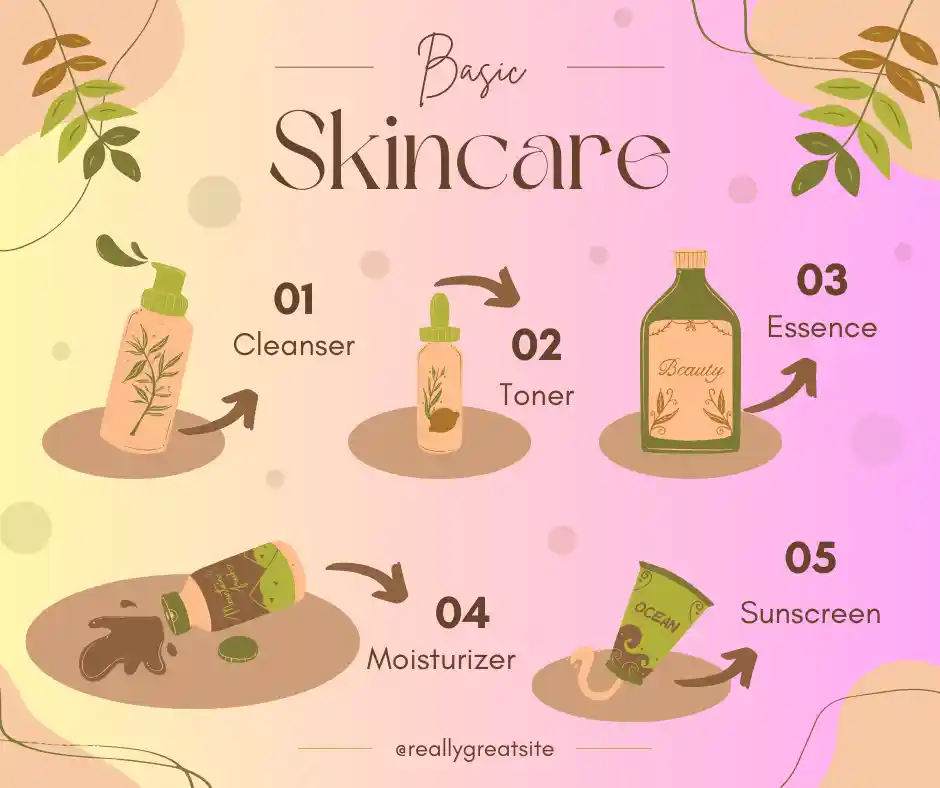 Basic
Skincare
01
Cleanser
02
Toner
03
Essence
Beauty
04
Moisturizer
05
Sunscreen
OCEAN
@reallygreatsite